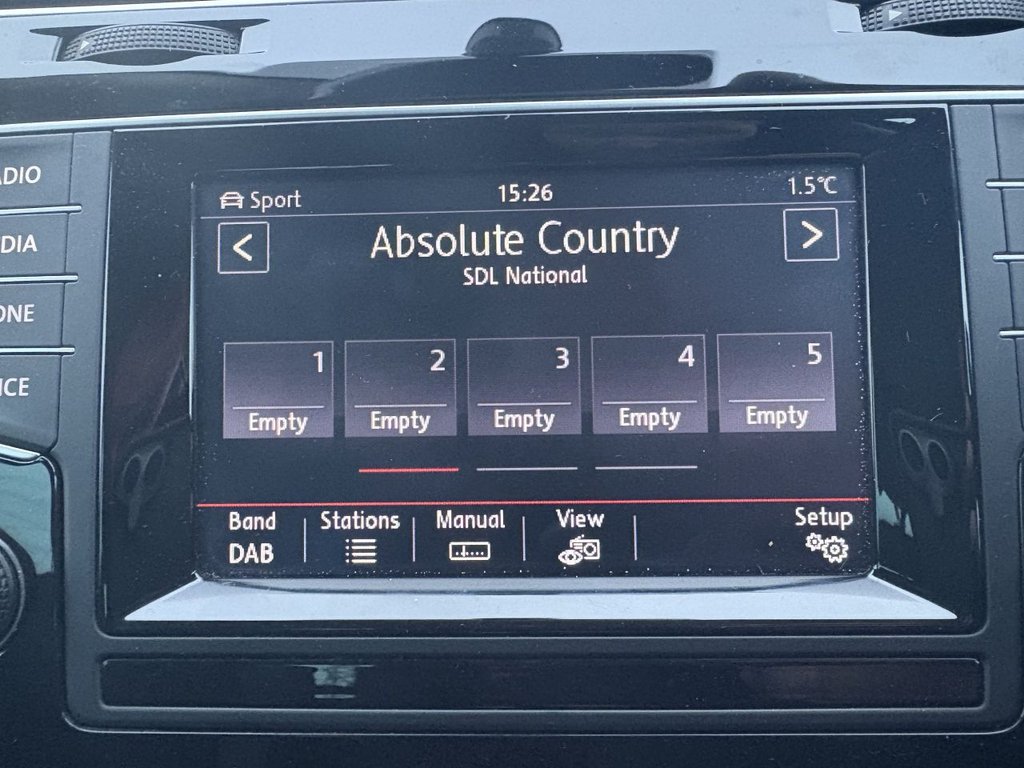 Sport 15:26 1.5°C
< Absolute Country >
SDL National
1 2 3 4 5
Empty Empty Empty Empty Empty
Band Stations Manual View Setup
DAB
ADIO
DIA
ONE
ICE